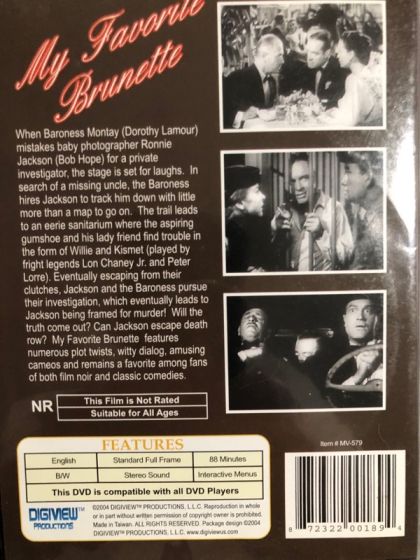 My Favorite
Brunette
When Baroness Montay (Dorothy Lamour)
mistakes baby photographer Ronnie
Jackson (Bob Hope) for a private
investigator, the stage is set for laughs. In
search of a missing uncle, the Baroness
hires Jackson to track him down with little
more than a map to go on. The trail leads
to an eerie sanitarium where the aspiring
gumshoe and his lady friend find trouble in
the form of Willie and Kismet (played by
fright legends Lon Chaney Jr. and Peter
Lorre). Eventually escaping from their
clutches, Jackson and the Baroness pursue
their investigation, which eventually leads to
Jackson being framed for murder! Will the
truth come out? Can Jackson escape death
row? My Favorite Brunette features
numerous plot twists, witty dialog, amusing
cameos and remains a favorite among fans
of both film noir and classic comedies.
NR
This Film is Not Rated
Suitable for All Ages
FEATURES
English Standard Full Frame 88 Minutes
B/W Stereo Sound Interactive Menus
This DVD is compatible with all DVD Players
DIGIVIEW™
PRODUCTIONS
©2004 DIGIVIEW™ PRODUCTIONS, L.L.C. Reproduction in whole
or in part without written permission of copyright owner is prohibited.
Made in Taiwan. ALL RIGHTS RESERVED. Package design ©2004
DIGIVIEW™ PRODUCTIONS, L.L.C.
Item # MV-579
8 72322 00189 4